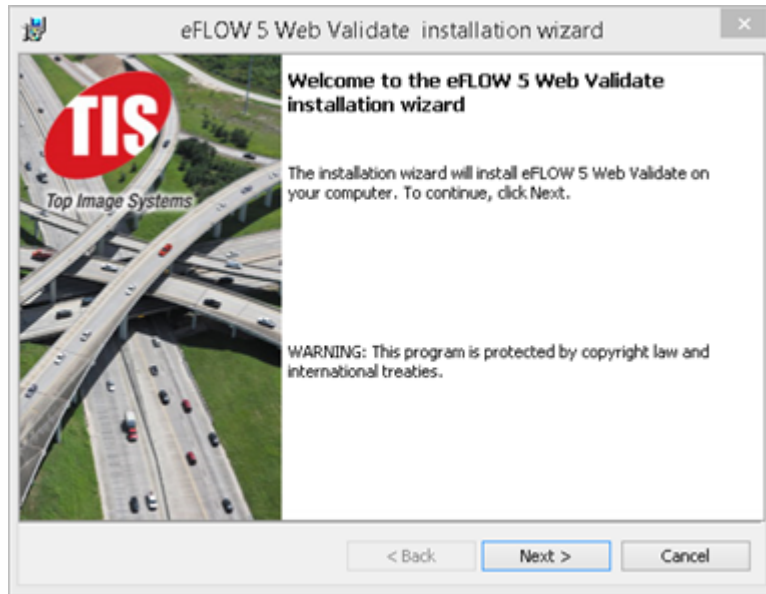 eFLOW 5 Web Validate installation wizard
TIS
Top Image Systems
Welcome to the eFLOW 5 Web Validate
installation wizard
The installation wizard will install eFLOW 5 Web Validate on
your computer. To continue, click Next.
WARNING: This program is protected by copyright law and
international treaties.
< Back
Next >
Cancel